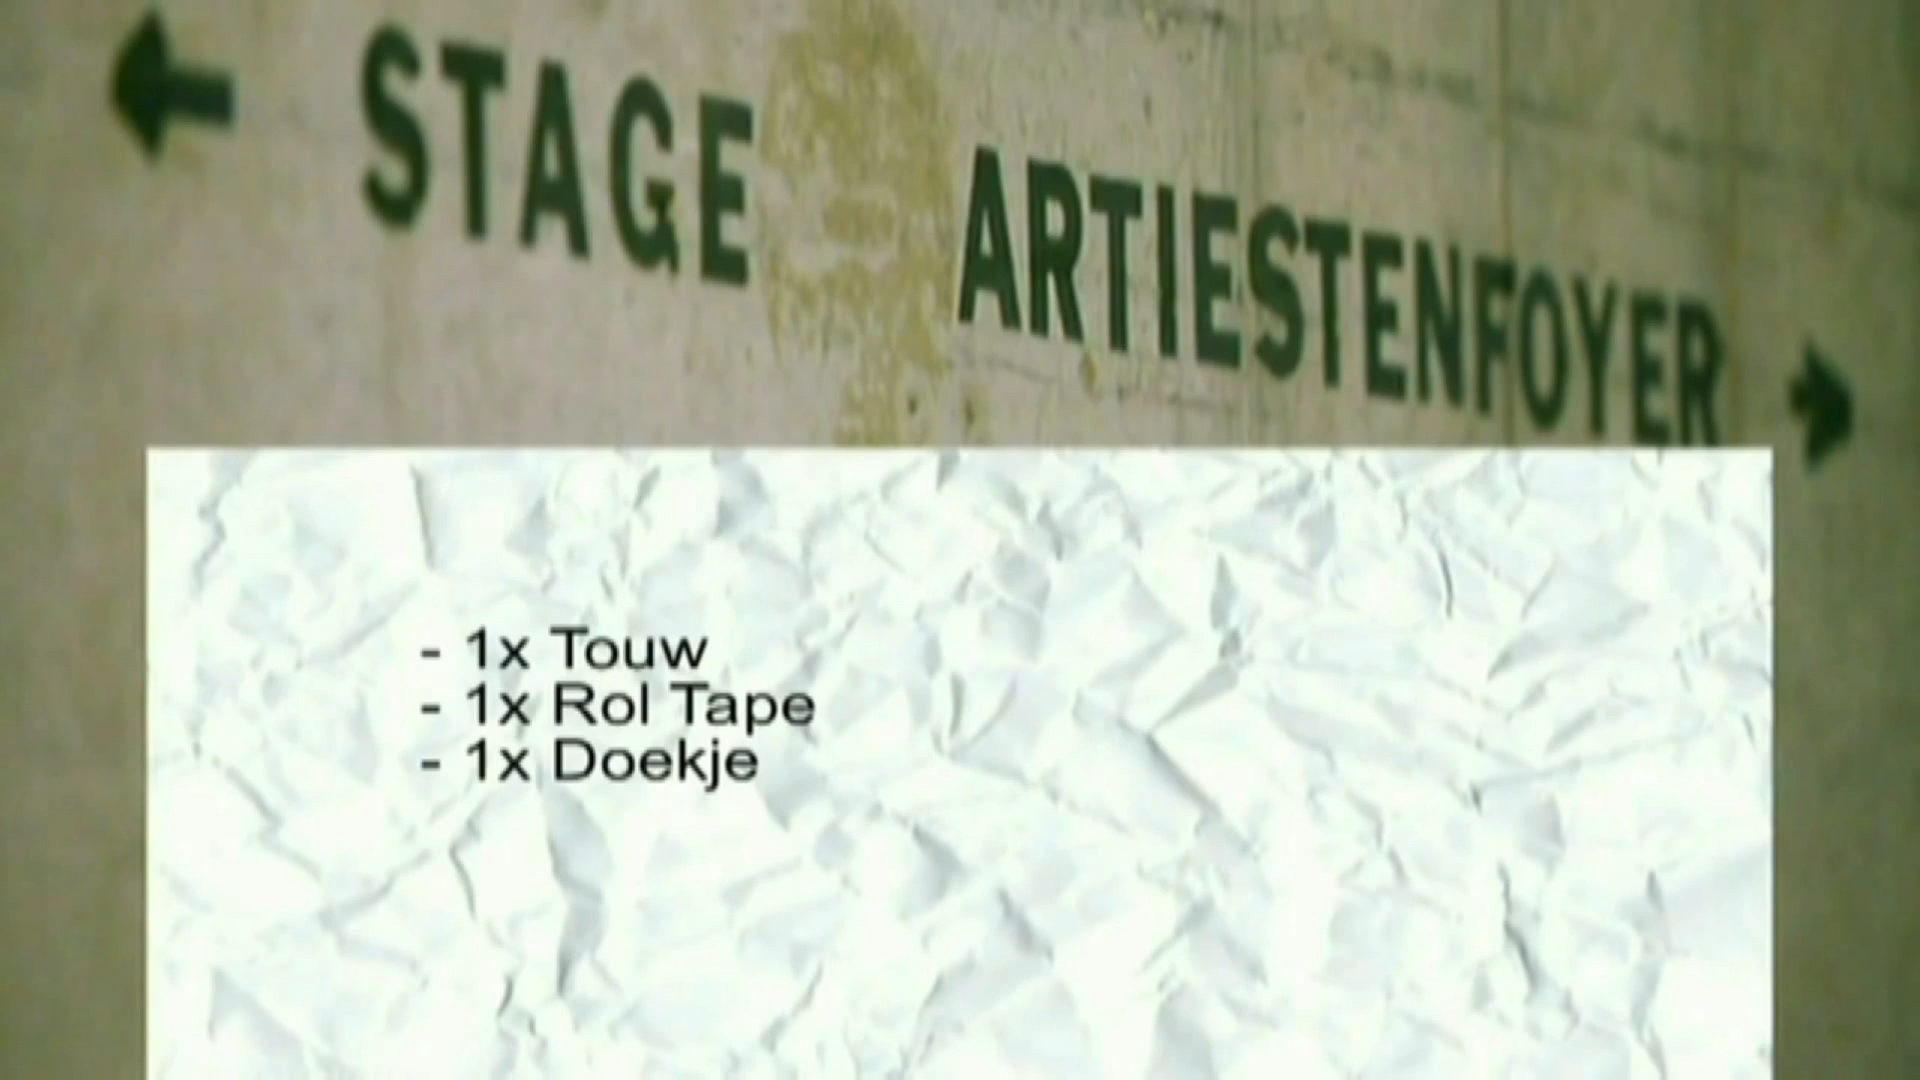 STAGE ARTIESTENFOYER
- 1x Touw
- 1x Rol Tape
- 1x Doekje